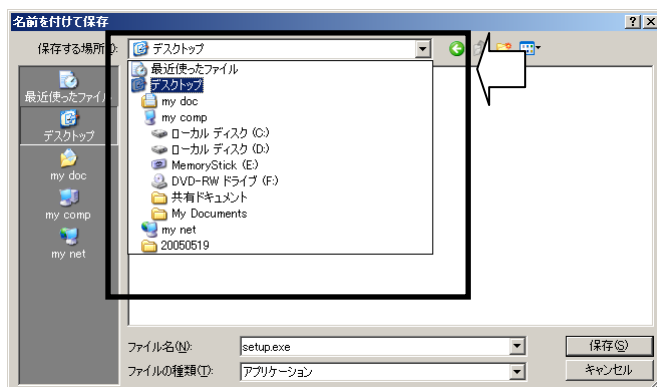 名前を付けて保存
保存する場所(I):
デスクトップ
最近使ったファイル
デスクトップ
my doc
my comp
ローカル ディスク (C:)
ローカル ディスク (D:)
MemoryStick (E:)
DVD-RW ドライブ (F:)
共有ドキュメント
My Documents
my net
20050519
最近使ったファイル
デスクトップ
my doc
my comp
my net
ファイル名(N):
setup.exe
保存(S)
ファイルの種類(T):
アプリケーション
キャンセル